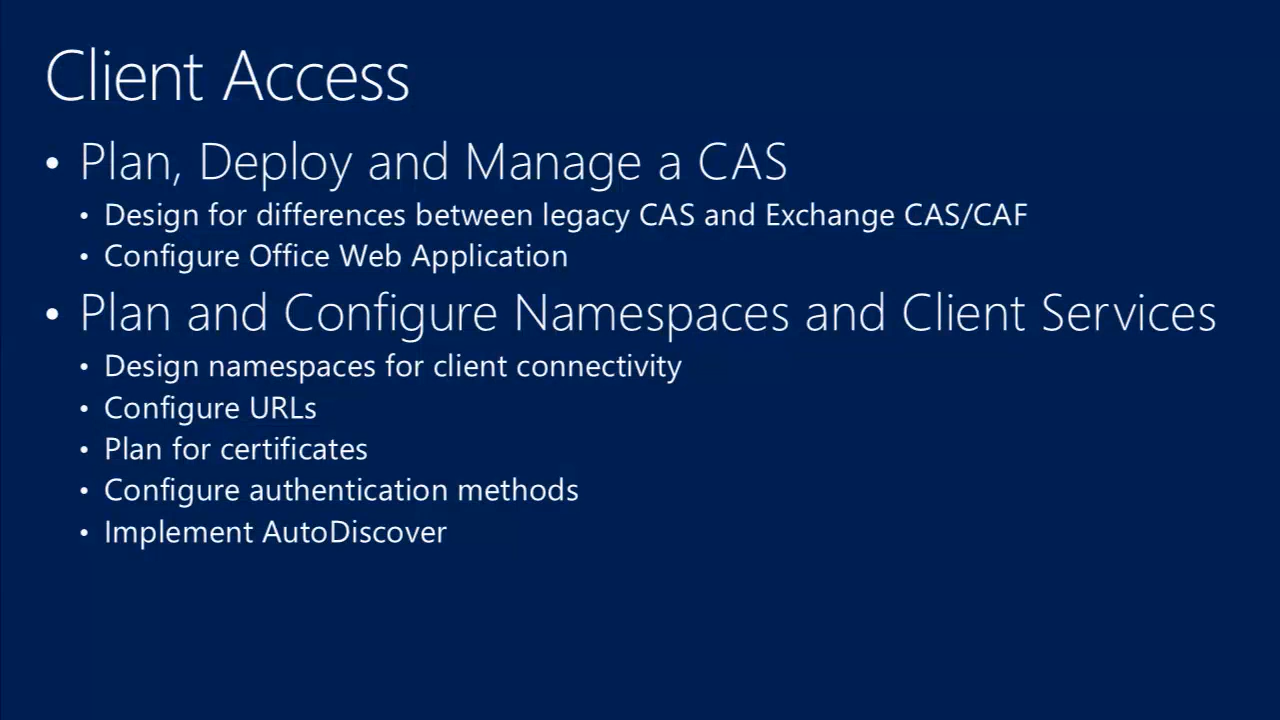 Client Access
• Plan, Deploy and Manage a CAS
• Design for differences between legacy CAS and Exchange CAS/CAF
• Configure Office Web Application
• Plan and Configure Namespaces and Client Services
• Design namespaces for client connectivity
• Configure URLs
• Plan for certificates
• Configure authentication methods
• Implement AutoDiscover